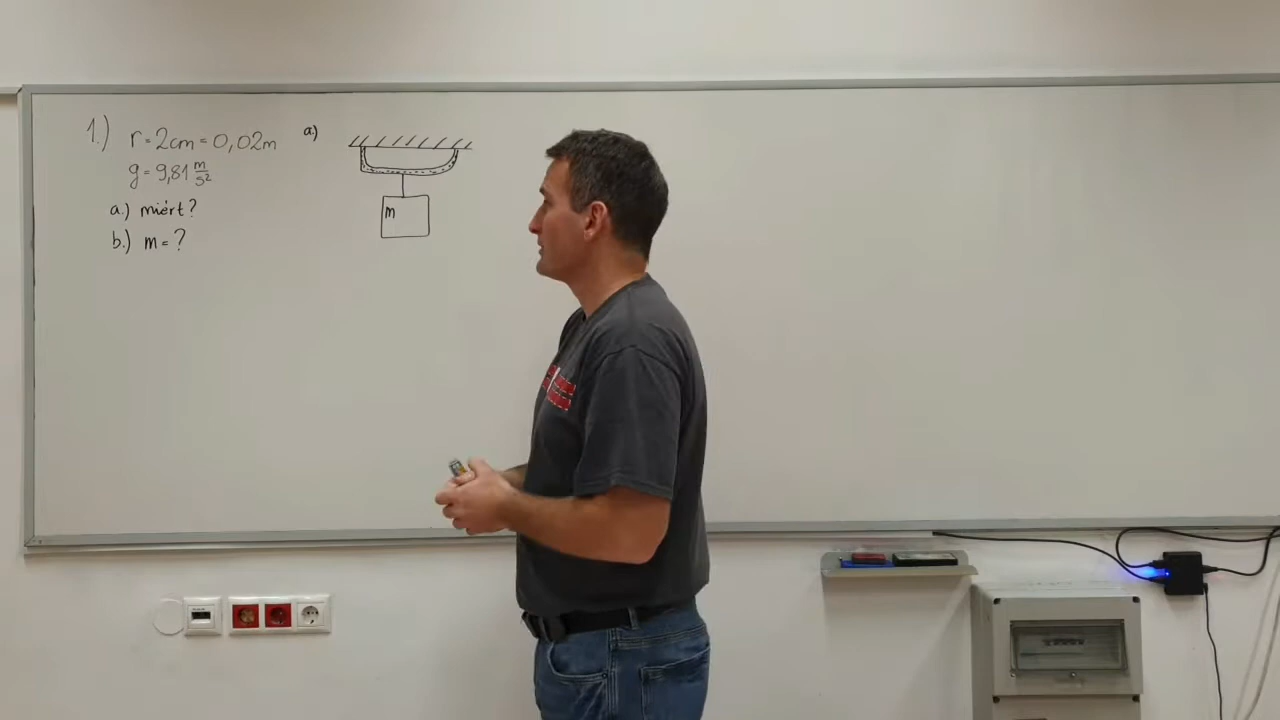 1.) r = 2cm = 0,02m
g = 9,81 m/s²
a.) miért?
b.) m = ?
a)
m